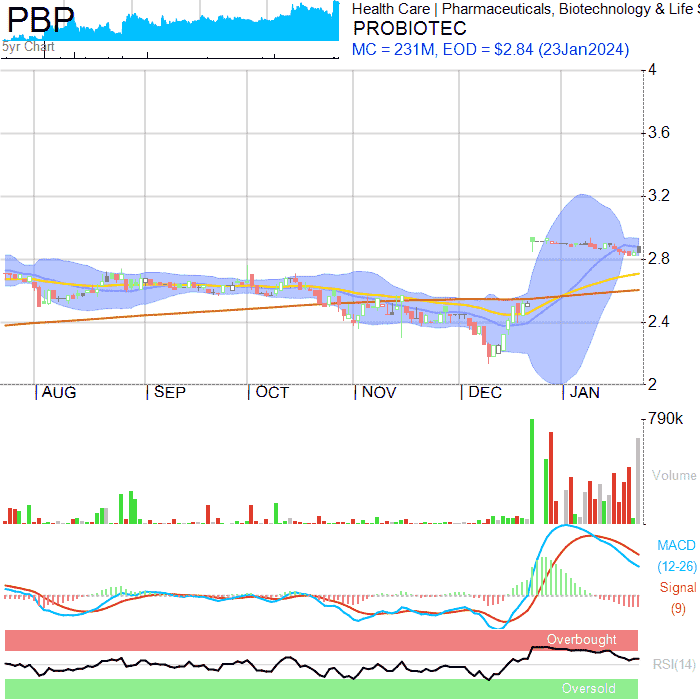 PBP
5yr Chart
Health Care | Pharmaceuticals, Biotechnology & Life S
PROBIOTEC
MC = 231M, EOD = $2.84 (23Jan2024)
4
3.6
3.2
2.8
2.4
2
AUG
SEP
OCT
NOV
DEC
JAN
790k
Volume
MACD
(12-26)
Signal
(9)
Overbought
RSI(14)
Oversold